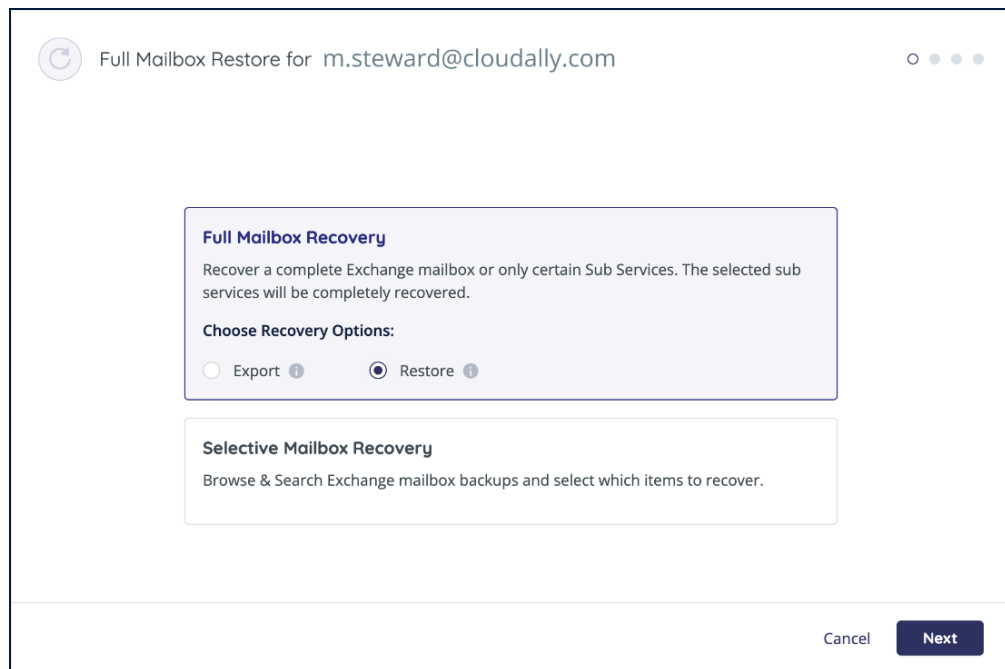 Full Mailbox Restore for m.steward@cloudally.com
Full Mailbox Recovery
Recover a complete Exchange mailbox or only certain Sub Services. The selected sub
services will be completely recovered.
Choose Recovery Options:
Export Restore
Selective Mailbox Recovery
Browse & Search Exchange mailbox backups and select which items to recover.
Cancel Next